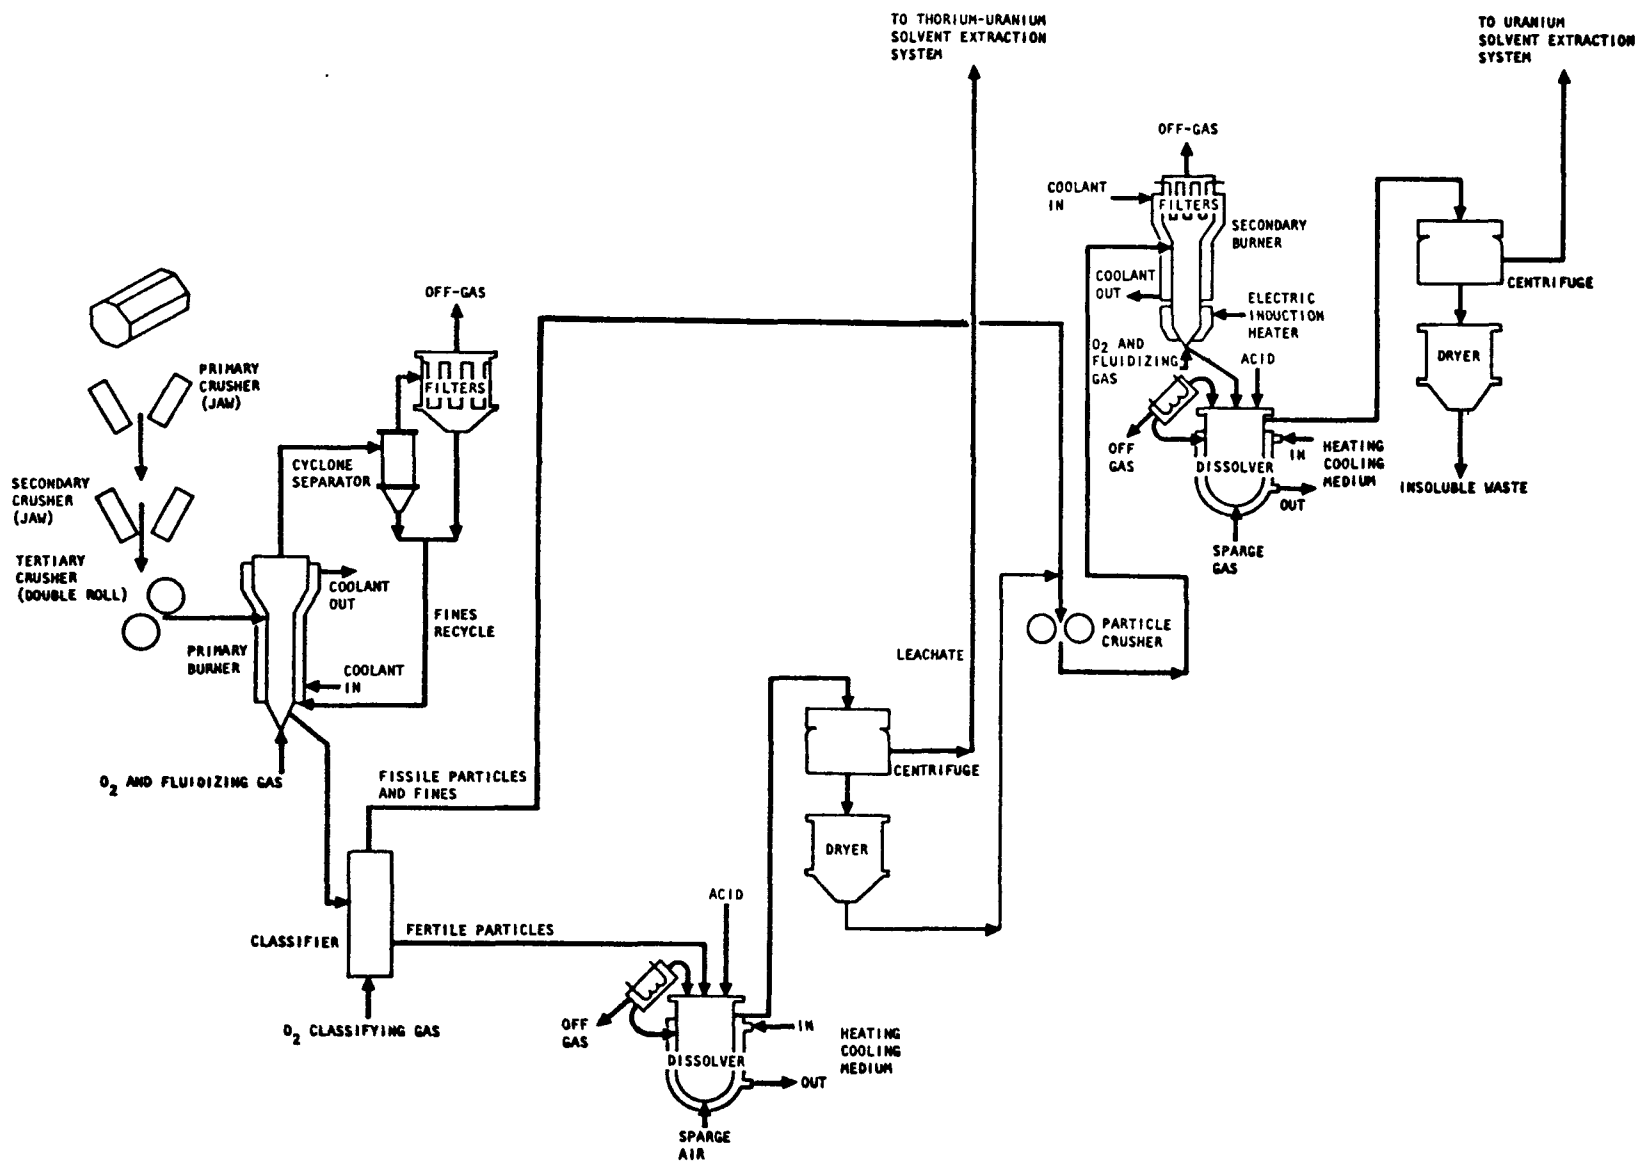 TO THORIUM-URANIUM
SOLVENT EXTRACTION
SYSTEM
TO URANIUM
SOLVENT EXTRACTION
SYSTEM
OFF-GAS
COOLANT
IN
FILTERS
SECONDARY
BURNER
COOLANT
OUT
ELECTRIC
INDUCTION
HEATER
CENTRIFUGE
O2 AND
FLUIDIZING
GAS
ACID
DRYER
OFF
GAS
DISSOLVER
IN
HEATING
COOLING
MEDIUM
OUT
INSOLUBLE WASTE
SPARGE
GAS
OFF-GAS
PRIMARY
CRUSHER
(JAW)
FILTERS
CYCLONE
SEPARATOR
SECONDARY
CRUSHER
(JAW)
TERTIARY
CRUSHER
(DOUBLE ROLL)
COOLANT
OUT
FINES
RECYCLE
PRIMARY
BURNER
COOLANT
IN
PARTICLE
CRUSHER
LEACHATE
O2 AND FLUIDIZING GAS
FISSILE PARTICLES
AND FINES
CENTRIFUGE
DRYER
ACID
CLASSIFIER
FERTILE PARTICLES
O2 CLASSIFYING GAS
OFF
GAS
DISSOLVER
IN
HEATING
COOLING
MEDIUM
OUT
SPARGE
AIR